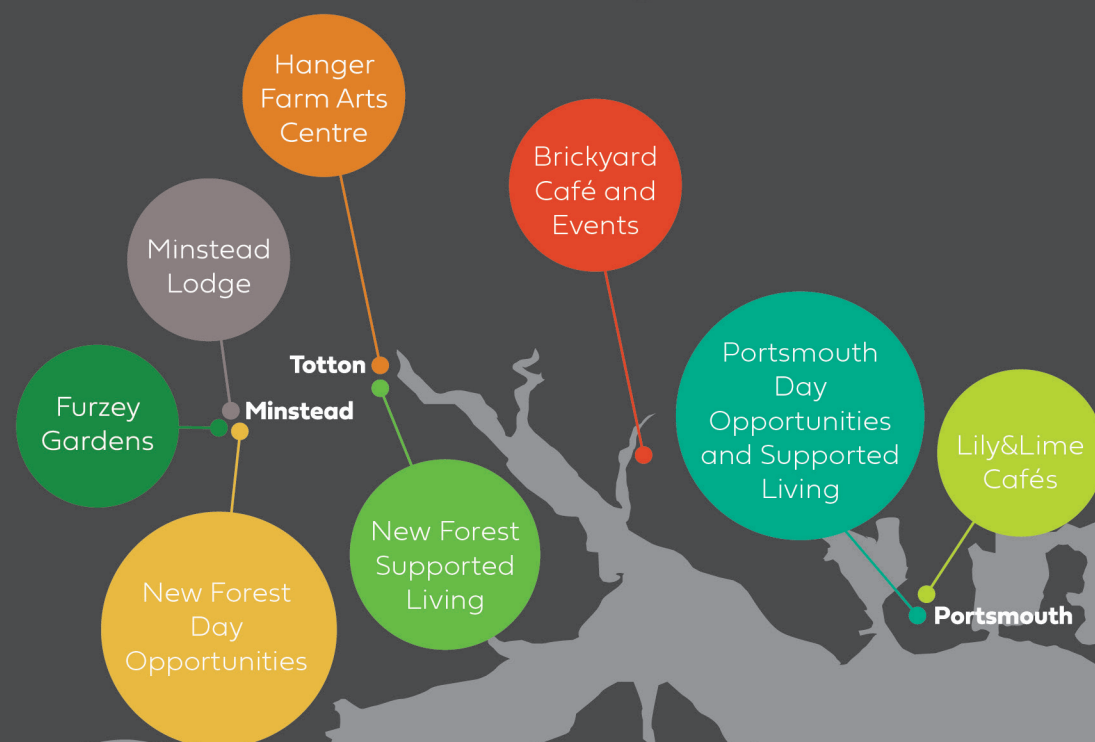 Hanger
Farm Arts
Centre
Brickyard
Café and
Events
Minstead
Lodge
Portsmouth
Day
Opportunities
and Supported
Living
Totton
Furzey
Gardens
Minstead
Lily&Lime
Cafés
New Forest
Supported
Living
New Forest
Day
Opportunities
Portsmouth